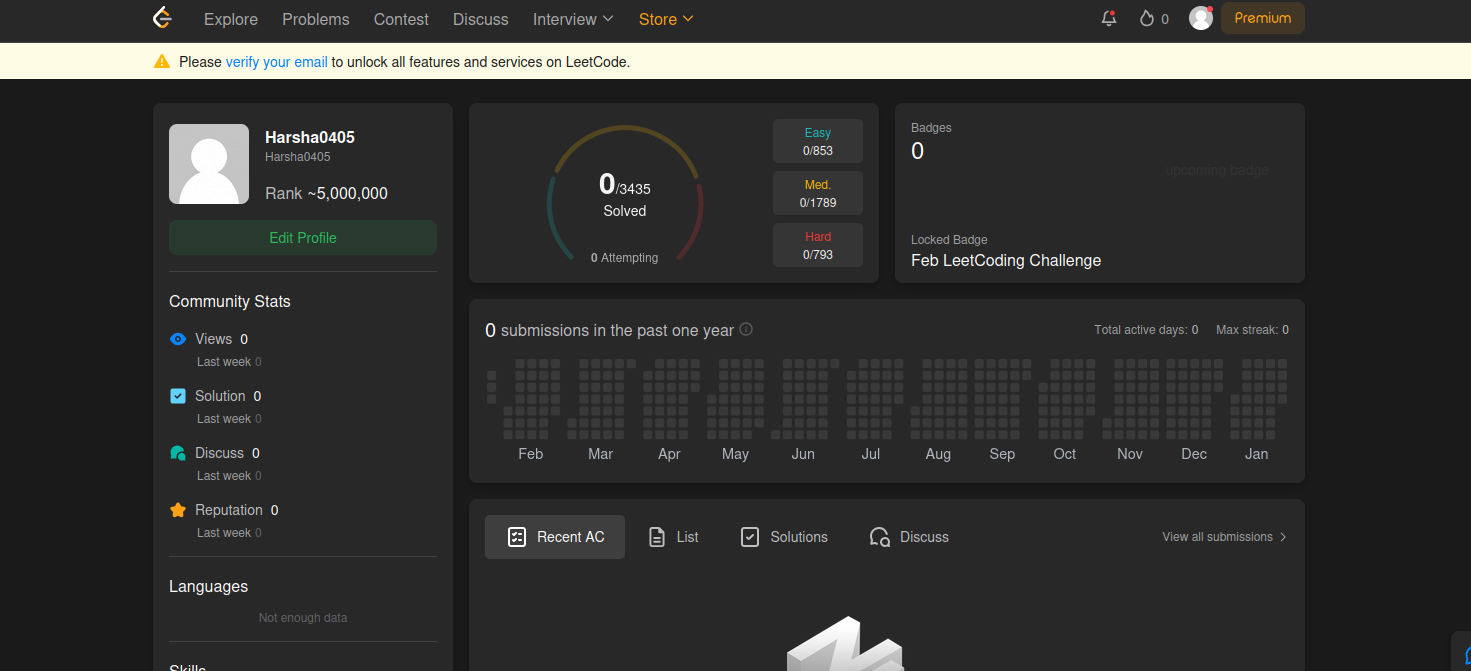 Explore Problems Contest Discuss Interview Store 0 Premium
Please verify your email to unlock all features and services on LeetCode.
Harsha0405
Harsha0405
Rank ~5,000,000
Edit Profile
Community Stats
Views 0
Last week 0
Solution 0
Last week 0
Discuss 0
Last week 0
Reputation 0
Last week 0
Languages
Not enough data
Skills
0/3435
Solved
0 Attempting
Easy
0/853
Med.
0/1789
Hard
0/793
Badges
0
upcoming badge
Locked Badge
Feb LeetCoding Challenge
0 submissions in the past one year
Total active days: 0 Max streak: 0
Feb Mar Apr May Jun Jul Aug Sep Oct Nov Dec Jan
Recent AC List Solutions Discuss View all submissions